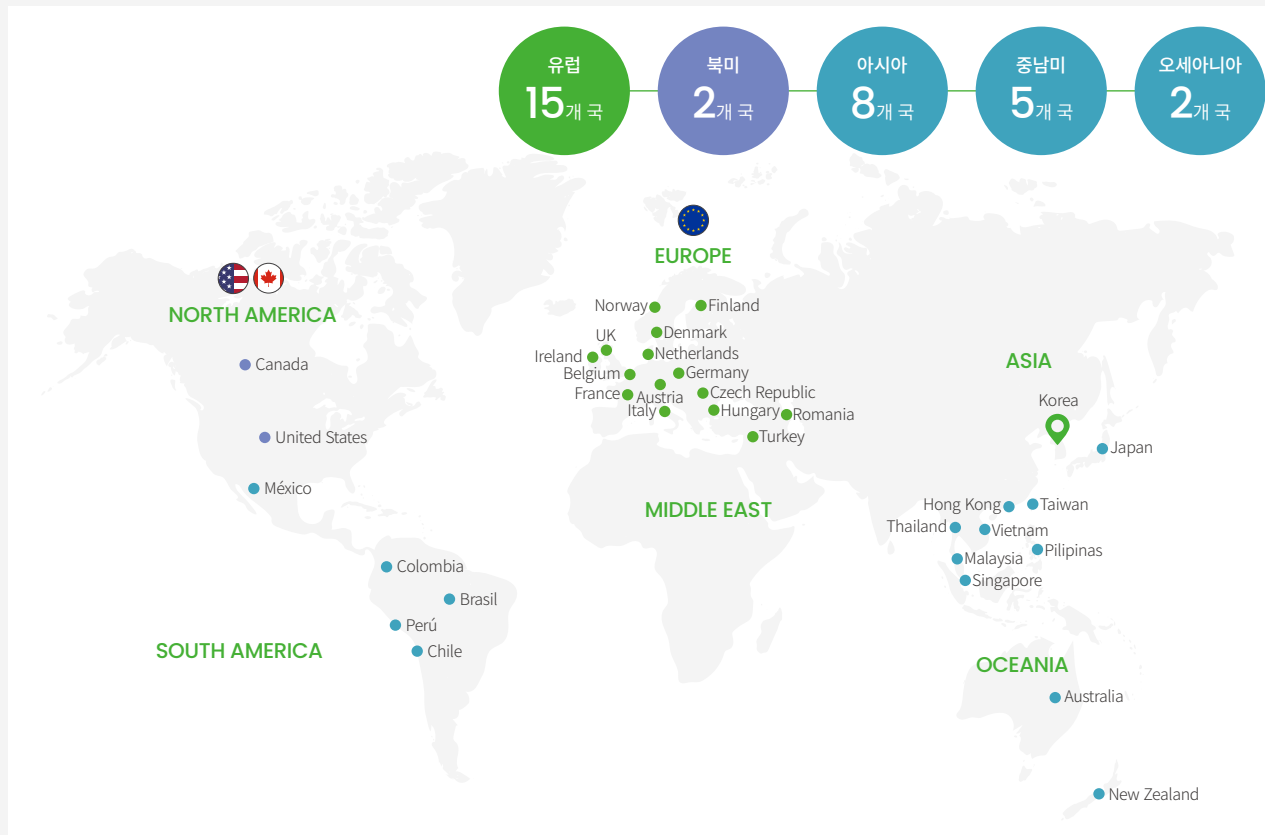 유럽
15개 국
북미
2개 국
아시아
8개 국
중남미
5개 국
오세아니아
2개 국
EUROPE
NORTH AMERICA
Norway
Finland
UK
Denmark
Ireland
Netherlands
Belgium
Germany
France
Austria
Czech Republic
Italy
Hungary
Romania
Turkey
Canada
United States
México
ASIA
Korea
Japan
MIDDLE EAST
Hong Kong
Taiwan
Thailand
Vietnam
Pilipinas
Malaysia
Singapore
Colombia
Brasil
Perú
Chile
SOUTH AMERICA
OCEANIA
Australia
New Zealand